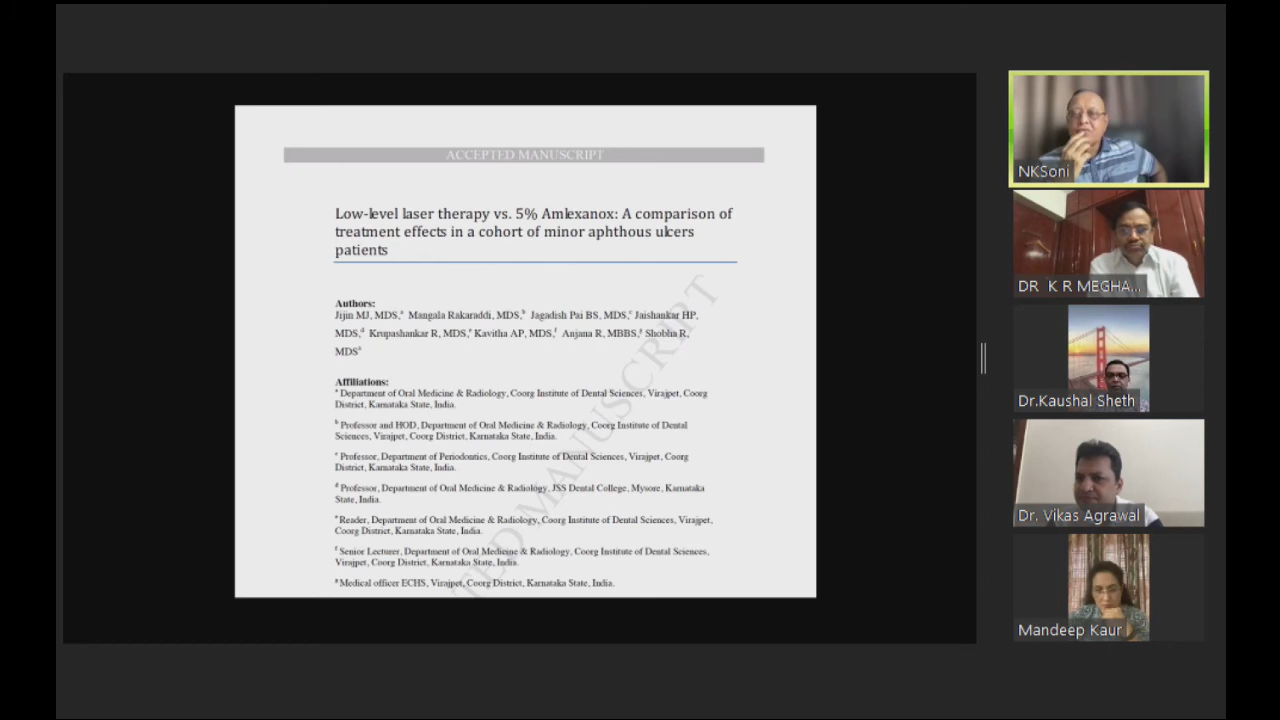 ACCEPTED MANUSCRIPT
Low-level laser therapy vs. 5% Amlexanox: A comparison of
treatment effects in a cohort of minor aphthous ulcers
patients
Authors:
Jijin MJ, MDS,a Mangala Rakaraddi, MDS,b Jagadish Pai BS, MDS,c Jaishankar HP,
MDS,d Krupashankar R, MDS,e Kavitha AP, MDS,f Anjana R, MBBS,g Shobha R,
MDSa
Affiliations:
a Department of Oral Medicine & Radiology, Coorg Institute of Dental Sciences, Virajpet, Coorg
District, Karnataka State, India.
b Professor and HOD, Department of Oral Medicine & Radiology, Coorg Institute of Dental
Sciences, Virajpet, Coorg District, Karnataka State, India.
c Professor, Department of Periodontics, Coorg Institute of Dental Sciences, Virajpet, Coorg
District, Karnataka State, India.
d Professor, Department of Oral Medicine & Radiology, JSS Dental College, Mysore, Karnataka
State, India.
e Reader, Department of Oral Medicine & Radiology, Coorg Institute of Dental Sciences, Virajpet,
Coorg District, Karnataka State, India.
f Senior Lecturer, Department of Oral Medicine & Radiology, Coorg Institute of Dental Sciences,
Virajpet, Coorg District, Karnataka State, India.
g Medical officer ECHS, Virajpet, Coorg District, Karnataka State, India.
TED MANUSCRIPT
NKSoni
DR K R MEGHA...
Dr.Kaushal Sheth
Dr. Vikas Agrawal
Mandeep Kaur